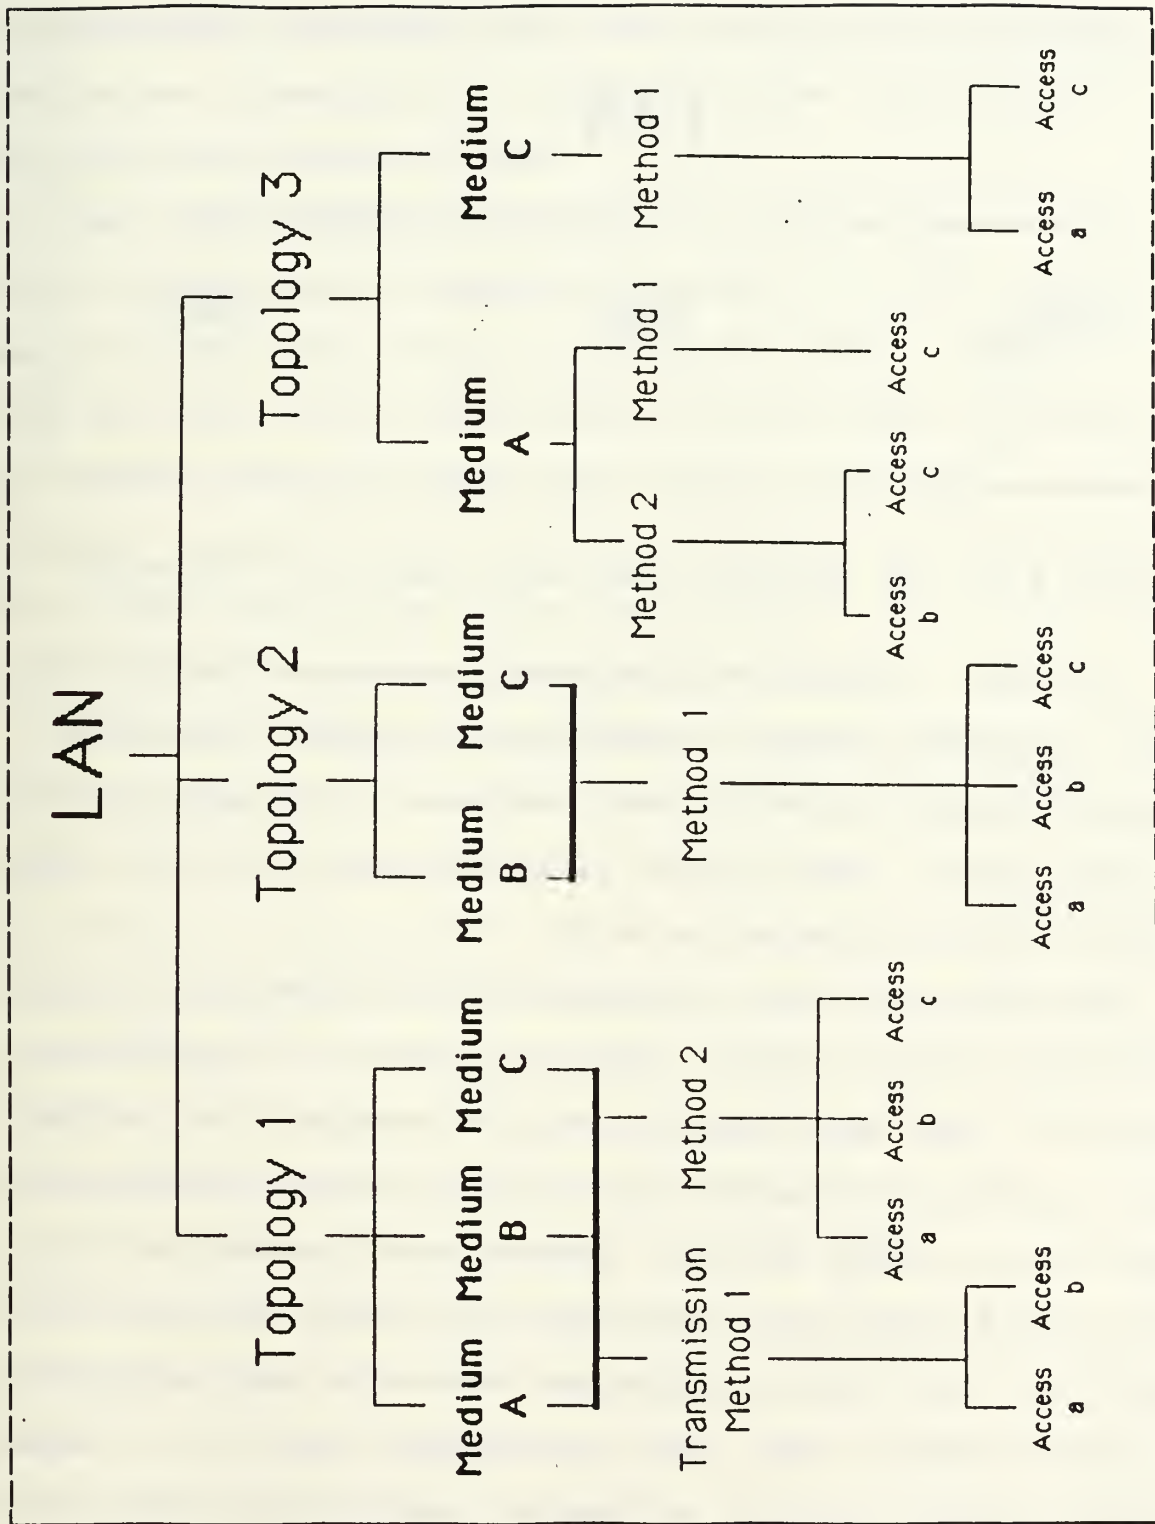 LAN
Topology 1
Topology 2
Topology 3
Medium
A
Medium
B
Medium
C
Medium
B
Medium
C
Medium
A
Medium
C
Transmission
Method 1
Method 2
Method 1
Method 2
Method 1
Method 1
Access
a
Access
b
Access
a
Access
b
Access
c
Access
a
Access
b
Access
c
Access
b
Access
c
Access
c
Access
a
Access
c